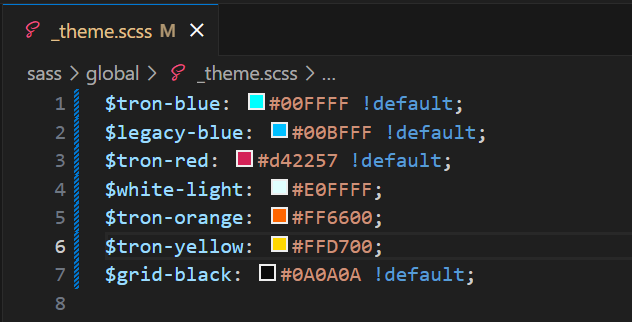 _theme.scss M
sass > global > _theme.scss > ...
1 $tron-blue: #00FFFF !default;
2 $legacy-blue: #00BFFF !default;
3 $tron-red: #d42257 !default;
4 $white-light: #E0FFFF;
5 $tron-orange: #FF6600;
6 $tron-yellow: #FFD700;
7 $grid-black: #0A0A0A !default;
8